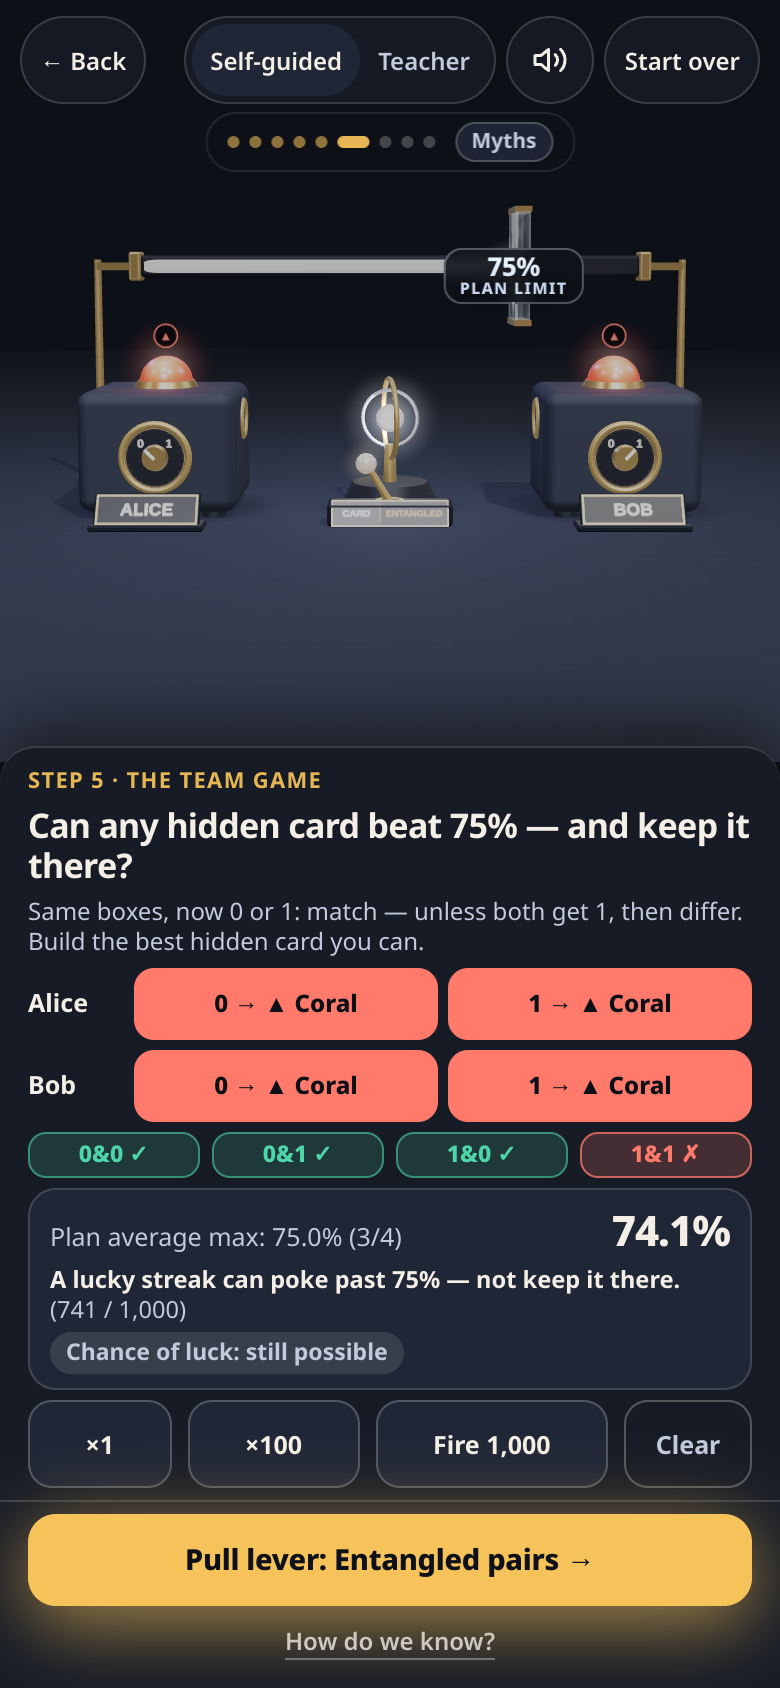 ← Back
Self-guided
Teacher
Start over
Myths
75%
PLAN LIMIT
▲
▲
0 1
0 1
ALICE
CARD
ENTANGLED
BOB
STEP 5 · THE TEAM GAME
Can any hidden card beat 75% — and keep it
there?
Same boxes, now 0 or 1: match — unless both get 1, then differ.
Build the best hidden card you can.
Alice
0 → ▲ Coral
1 → ▲ Coral
Bob
0 → ▲ Coral
1 → ▲ Coral
0&0 ✓
0&1 ✓
1&0 ✓
1&1 ✗
Plan average max: 75.0% (3/4)
74.1%
A lucky streak can poke past 75% — not keep it there.
(741 / 1,000)
Chance of luck: still possible
×1
×100
Fire 1,000
Clear
Pull lever: Entangled pairs →
How do we know?